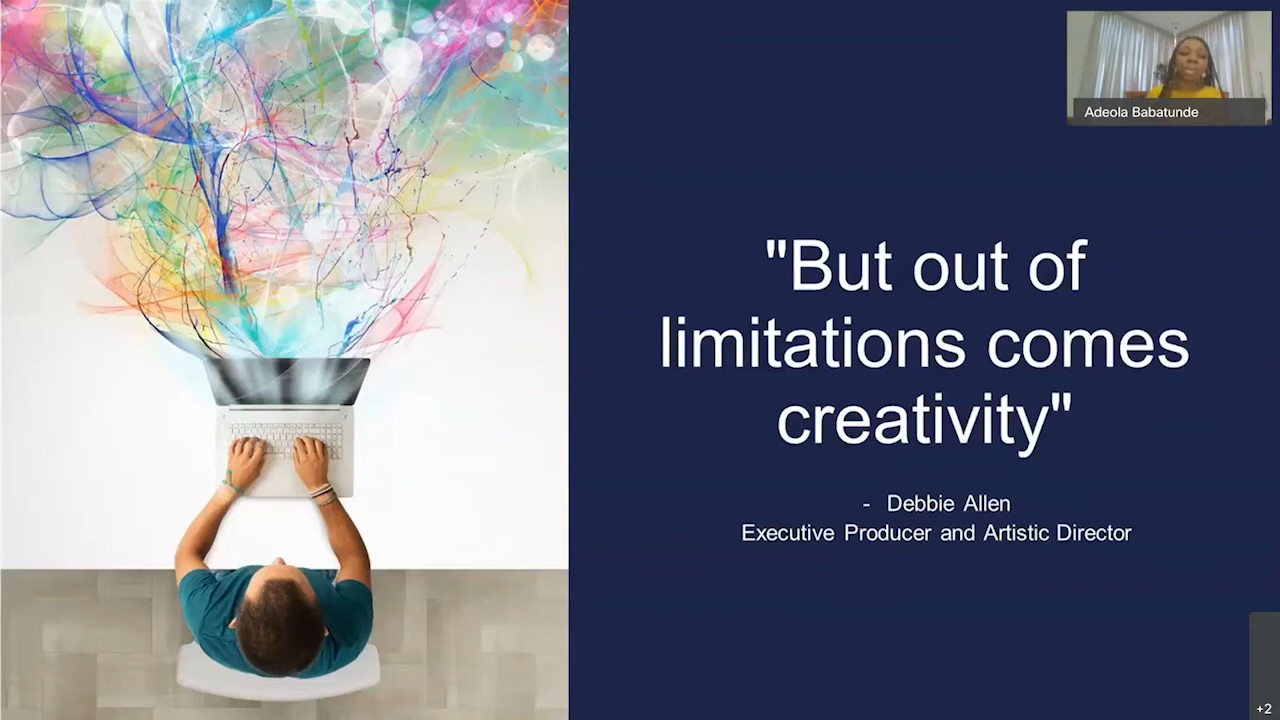 Adeola Babatunde
"But out of
limitations comes
creativity"
- Debbie Allen
Executive Producer and Artistic Director
+2